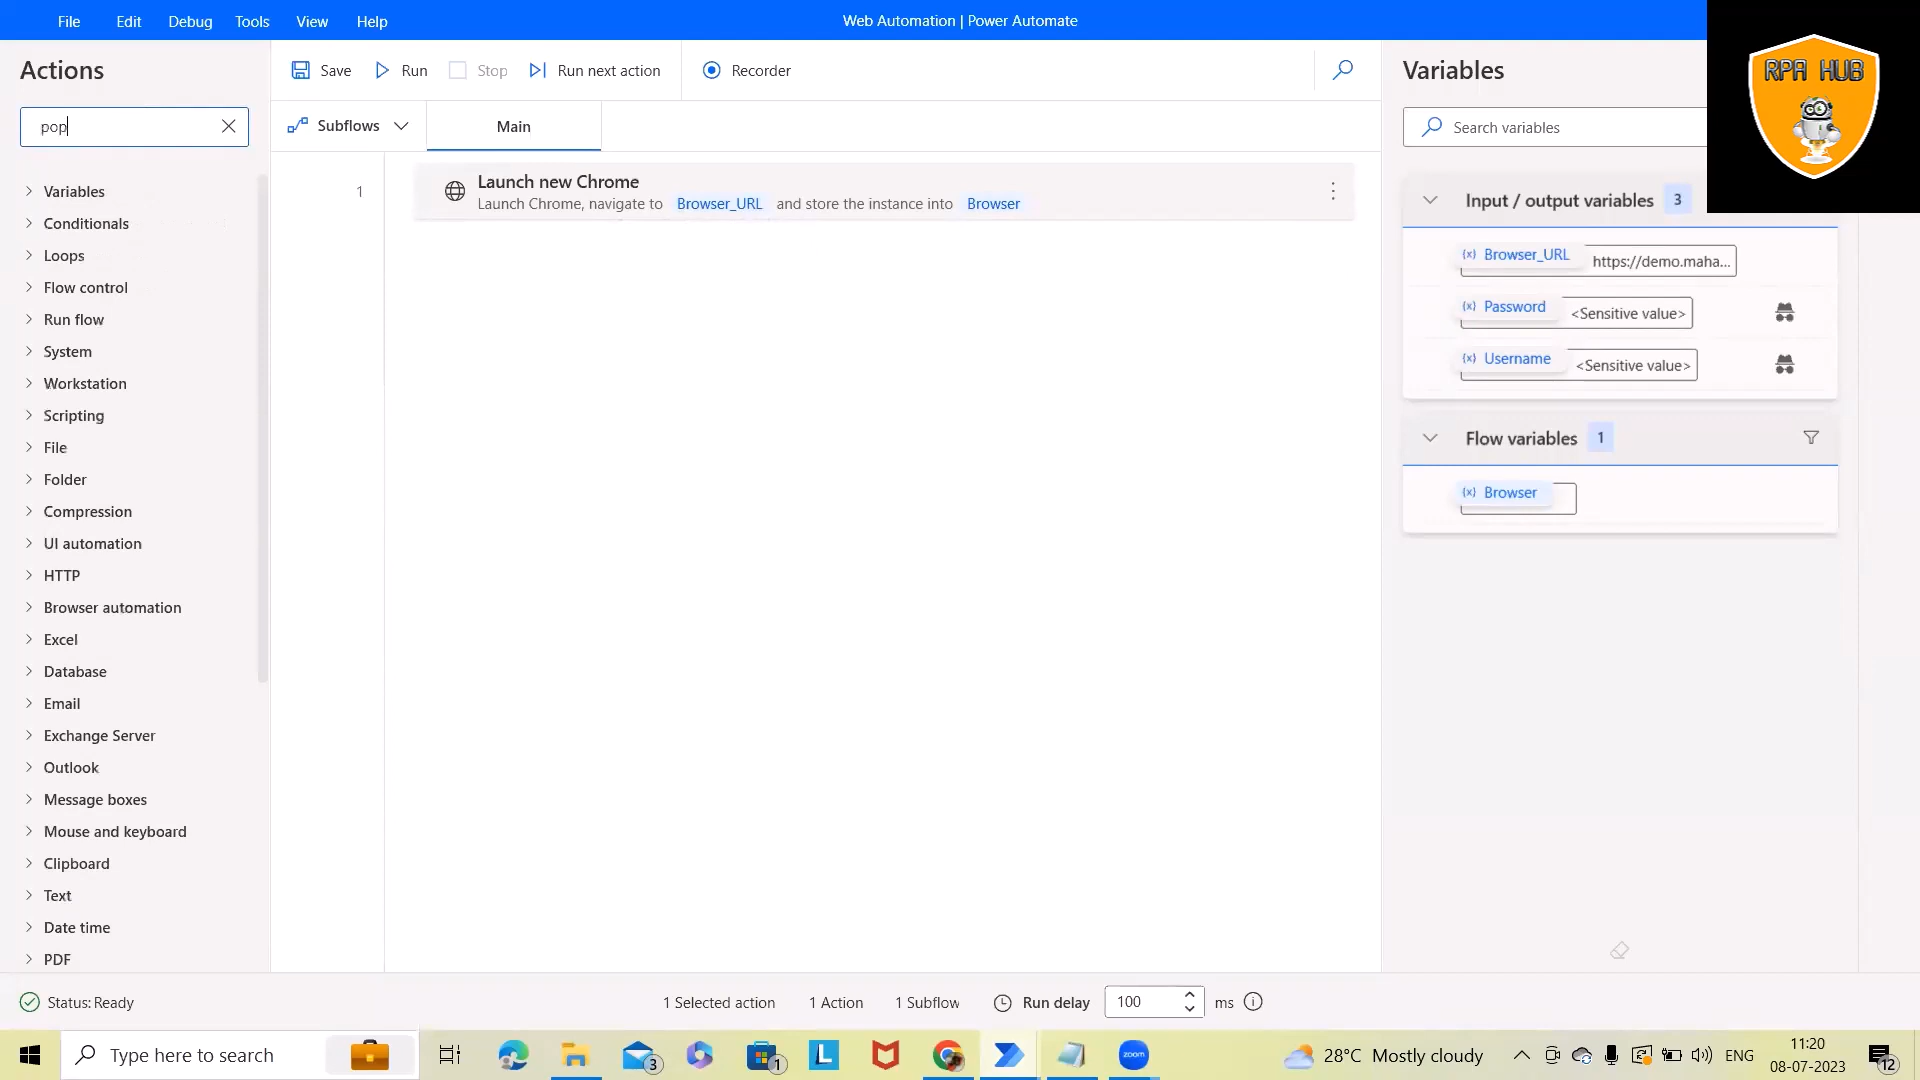 File Edit Debug Tools View Help
Web Automation | Power Automate
RPA HUB
Actions
pop
Variables
Conditionals
Loops
Flow control
Run flow
System
Workstation
Scripting
File
Folder
Compression
UI automation
HTTP
Browser automation
Excel
Database
Email
Exchange Server
Outlook
Message boxes
Mouse and keyboard
Clipboard
Text
Date time
PDF
Save Run Stop Run next action Recorder
Subflows Main
1
Launch new Chrome
Launch Chrome, navigate to Browser_URL and store the instance into Browser
Variables
Search variables
Input / output variables 3
(x) Browser_URL https://demo.maha...
(x) Password <Sensitive value>
(x) Username <Sensitive value>
Flow variables 1
(x) Browser
Status: Ready 1 Selected action 1 Action 1 Subflow Run delay 100 ms
Type here to search
3
1
L
zoom
28°C Mostly cloudy
ENG
11:20
08-07-2023
12